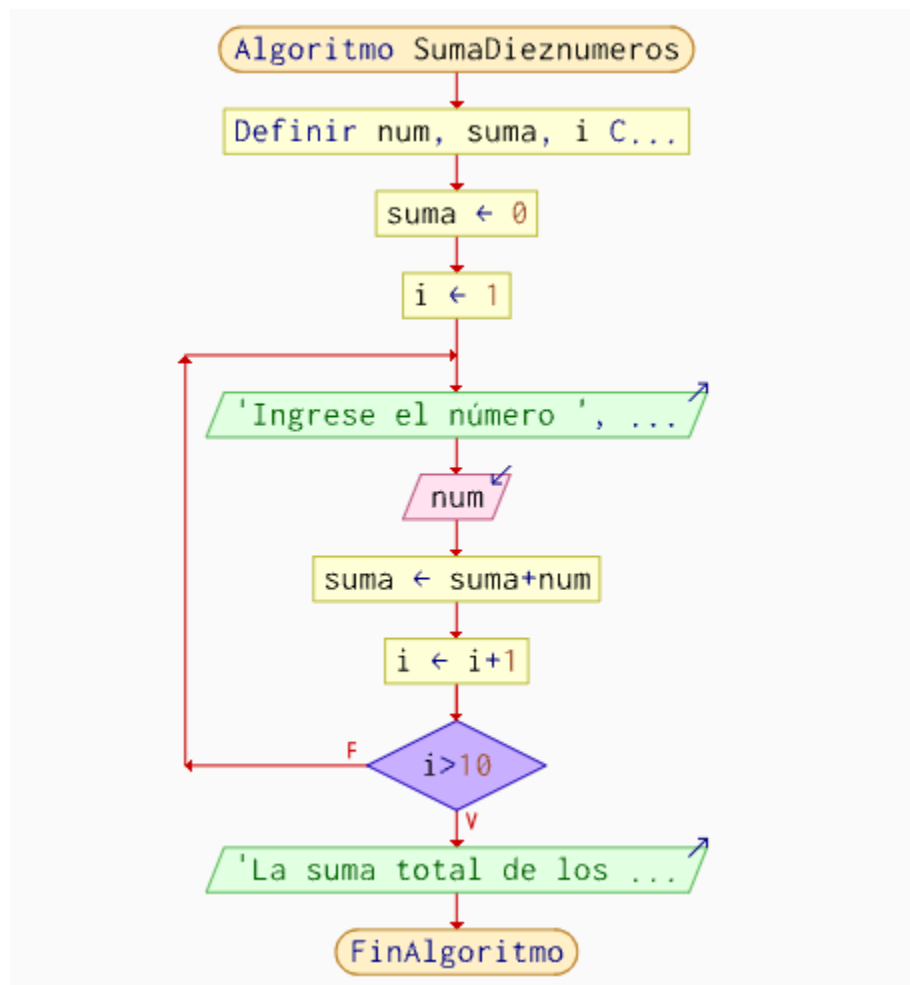 Algoritmo SumaDieznumeros
Definir num, suma, i C...
suma ← 0
i ← 1
'Ingrese el número ', ...
num
suma ← suma+num
i ← i+1
F
i>10
V
'La suma total de los ...
FinAlgoritmo